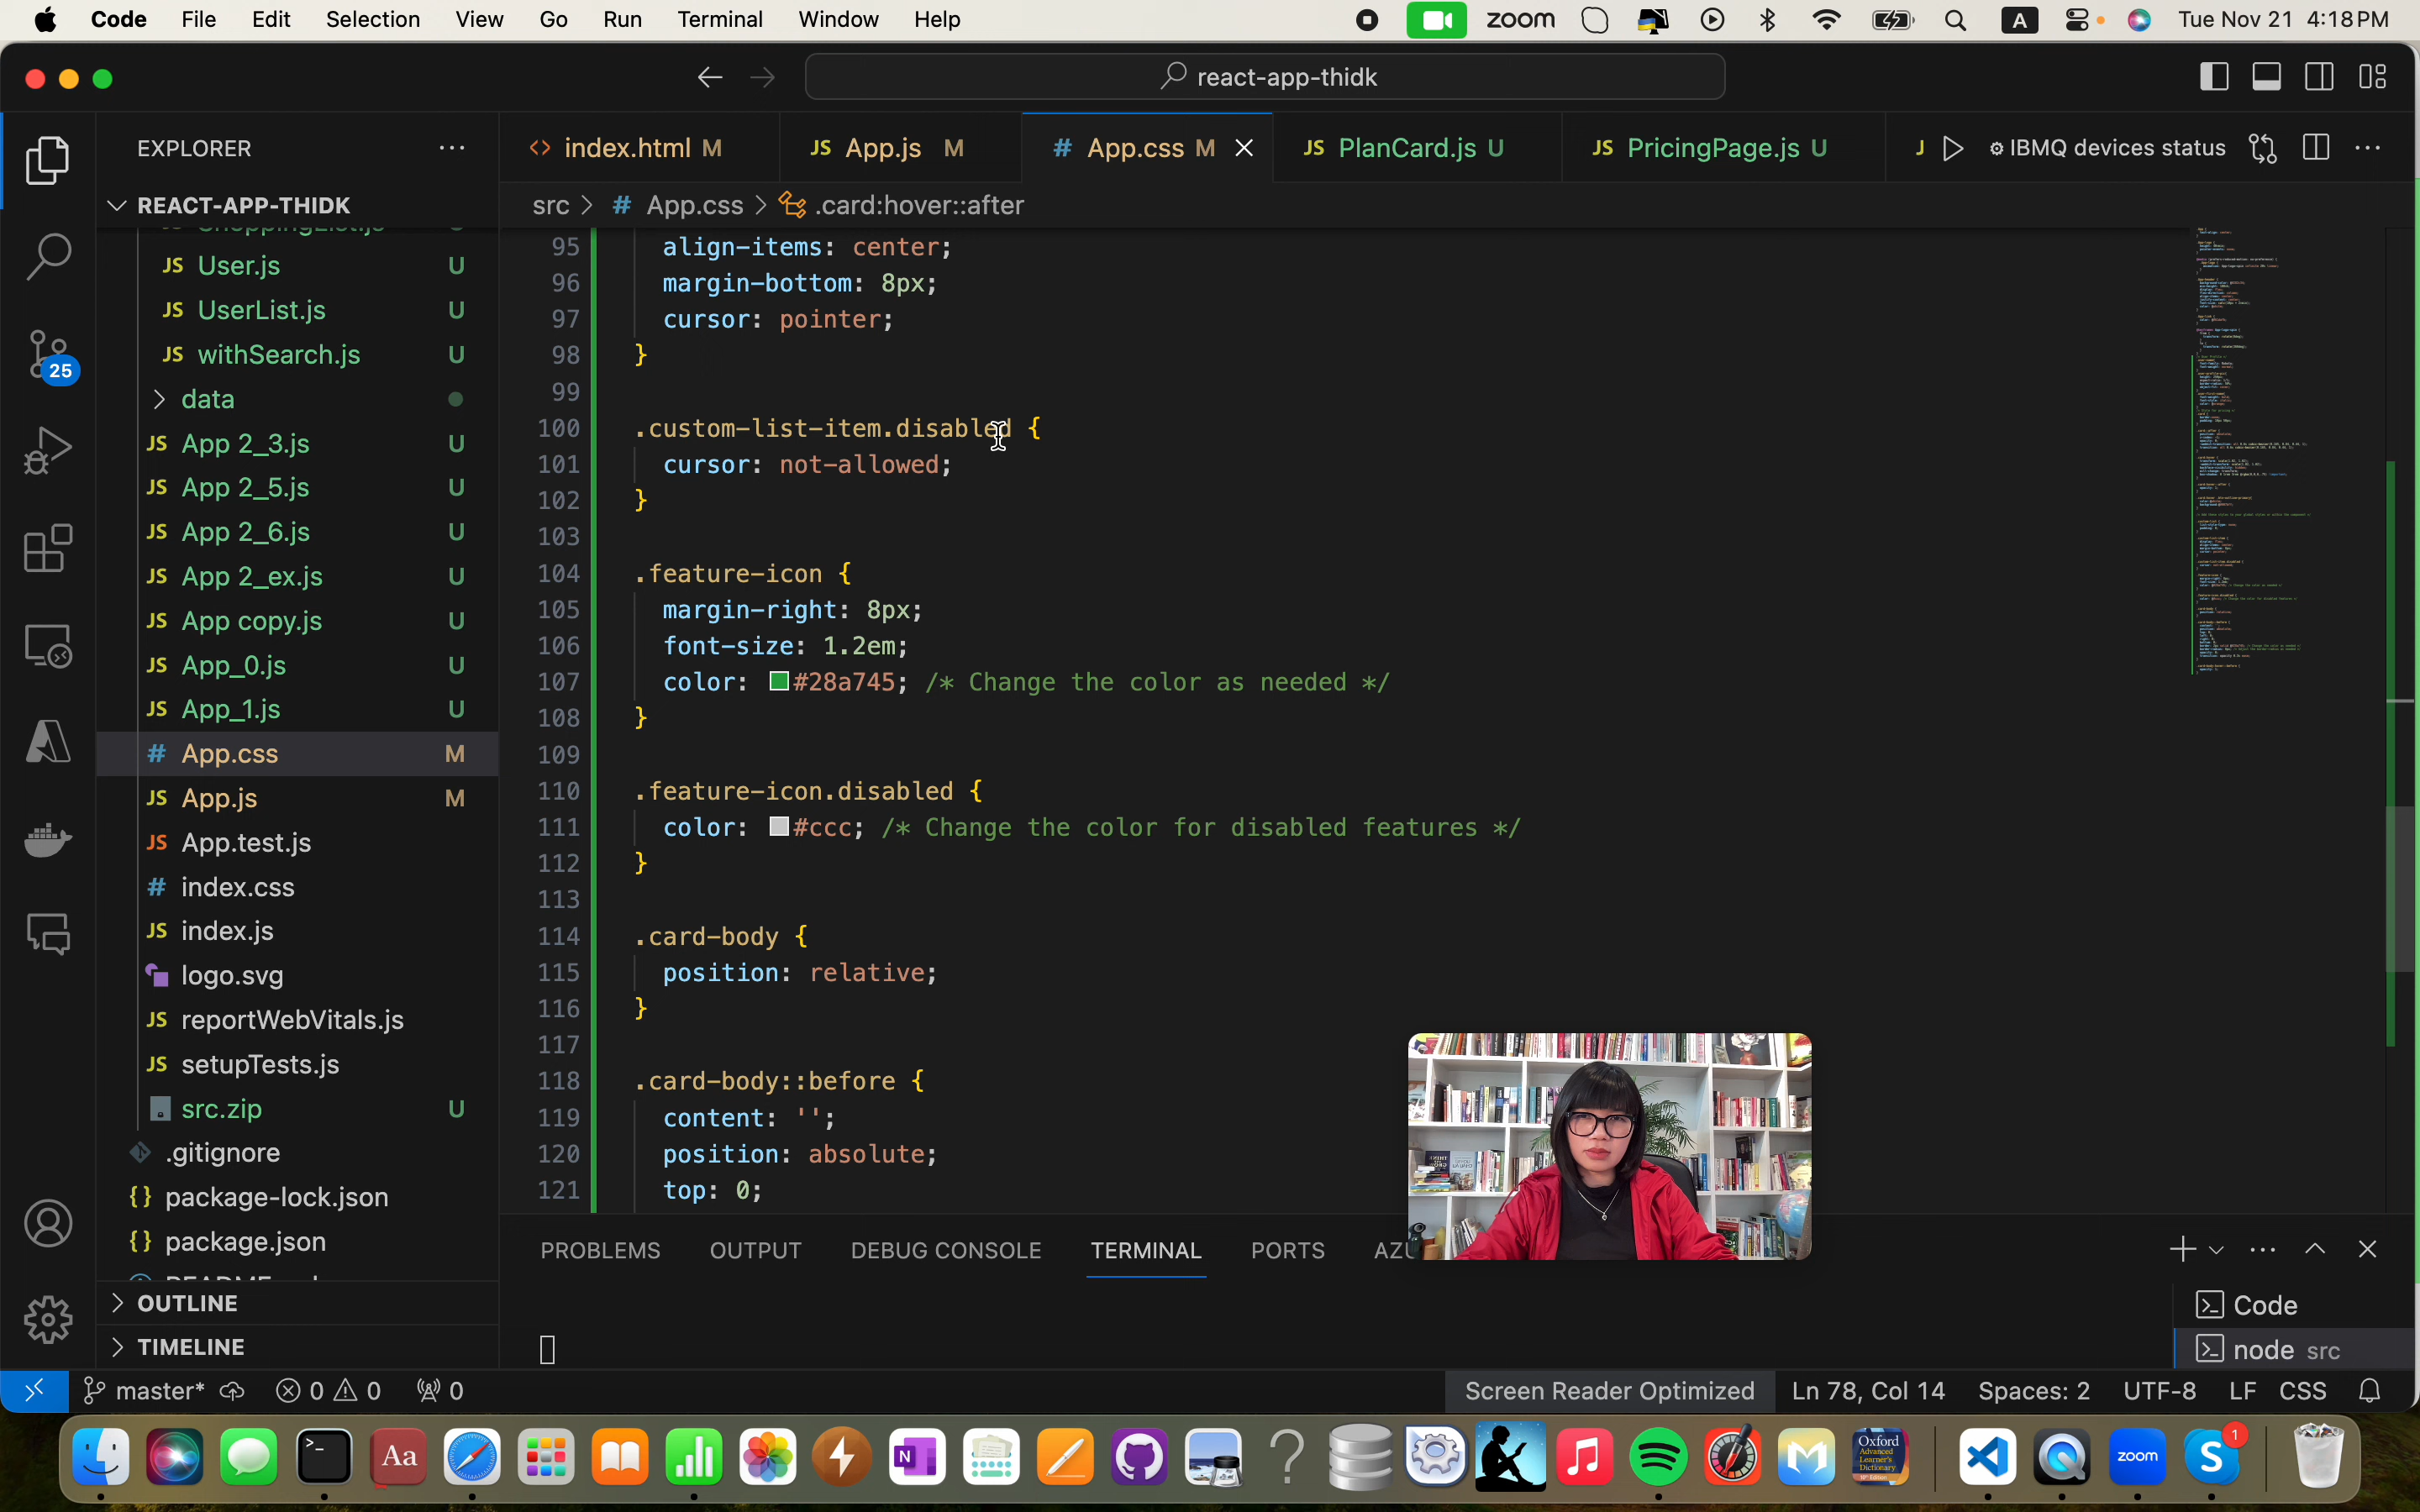 Code File Edit Selection View Go Run Terminal Window Help
zoom A Tue Nov 21 4:18 PM
react-app-thidk
EXPLORER
REACT-APP-THIDK
User.js U
UserList.js U
withSearch.js U
data
App 2_3.js U
App 2_5.js U
App 2_6.js U
App 2_ex.js U
App copy.js U
App_0.js U
App_1.js U
App.css M
App.js M
App.test.js
index.css
index.js
logo.svg
reportWebVitals.js
setupTests.js
src.zip U
.gitignore
package-lock.json
package.json
OUTLINE
TIMELINE
25
index.html M
JS App.js M
# App.css M
JS PlanCard.js U
JS PricingPage.js U
J
IBMQ devices status
src > # App.css > .card:hover::after
95 align-items: center;
96 margin-bottom: 8px;
97 cursor: pointer;
98 }
99
100 .custom-list-item.disabled {
101 cursor: not-allowed;
102 }
103
104 .feature-icon {
105 margin-right: 8px;
106 font-size: 1.2em;
107 color: #28a745; /* Change the color as needed */
108 }
109
110 .feature-icon.disabled {
111 color: #ccc; /* Change the color for disabled features */
112 }
113
114 .card-body {
115 position: relative;
116 }
117
118 .card-body::before {
119 content: '';
120 position: absolute;
121 top: 0;
PROBLEMS OUTPUT DEBUG CONSOLE TERMINAL PORTS
Code
node src
master* 0 0 0
Screen Reader Optimized Ln 78, Col 14 Spaces: 2 UTF-8 LF CSS
Aa
N
Oxford
Advanced
Learner's
Dictionary
zoom
S
1